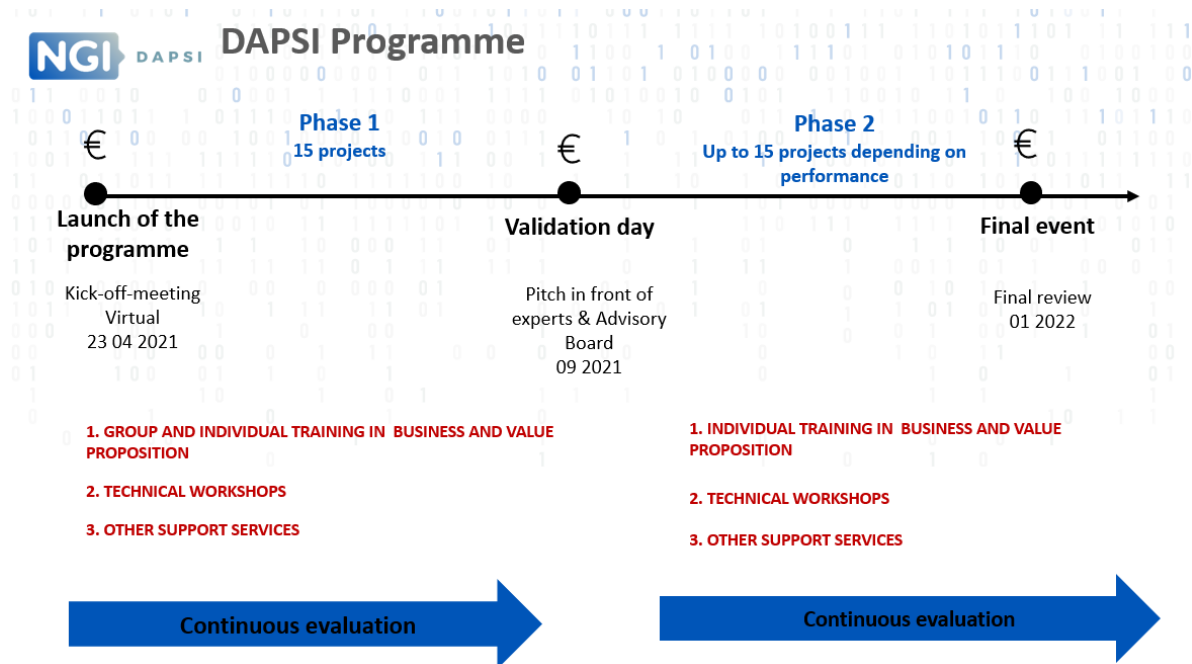 NGI DAPSI
DAPSI Programme
€
Phase 1
15 projects
€
Phase 2
Up to 15 projects depending on
performance
€
Launch of the
programme
Validation day
Final event
Kick-off-meeting
Virtual
23 04 2021
Pitch in front of
experts & Advisory
Board
09 2021
Final review
01 2022
1. GROUP AND INDIVIDUAL TRAINING IN BUSINESS AND VALUE
PROPOSITION
2. TECHNICAL WORKSHOPS
3. OTHER SUPPORT SERVICES
1. INDIVIDUAL TRAINING IN BUSINESS AND VALUE
PROPOSITION
2. TECHNICAL WORKSHOPS
3. OTHER SUPPORT SERVICES
Continuous evaluation
Continuous evaluation